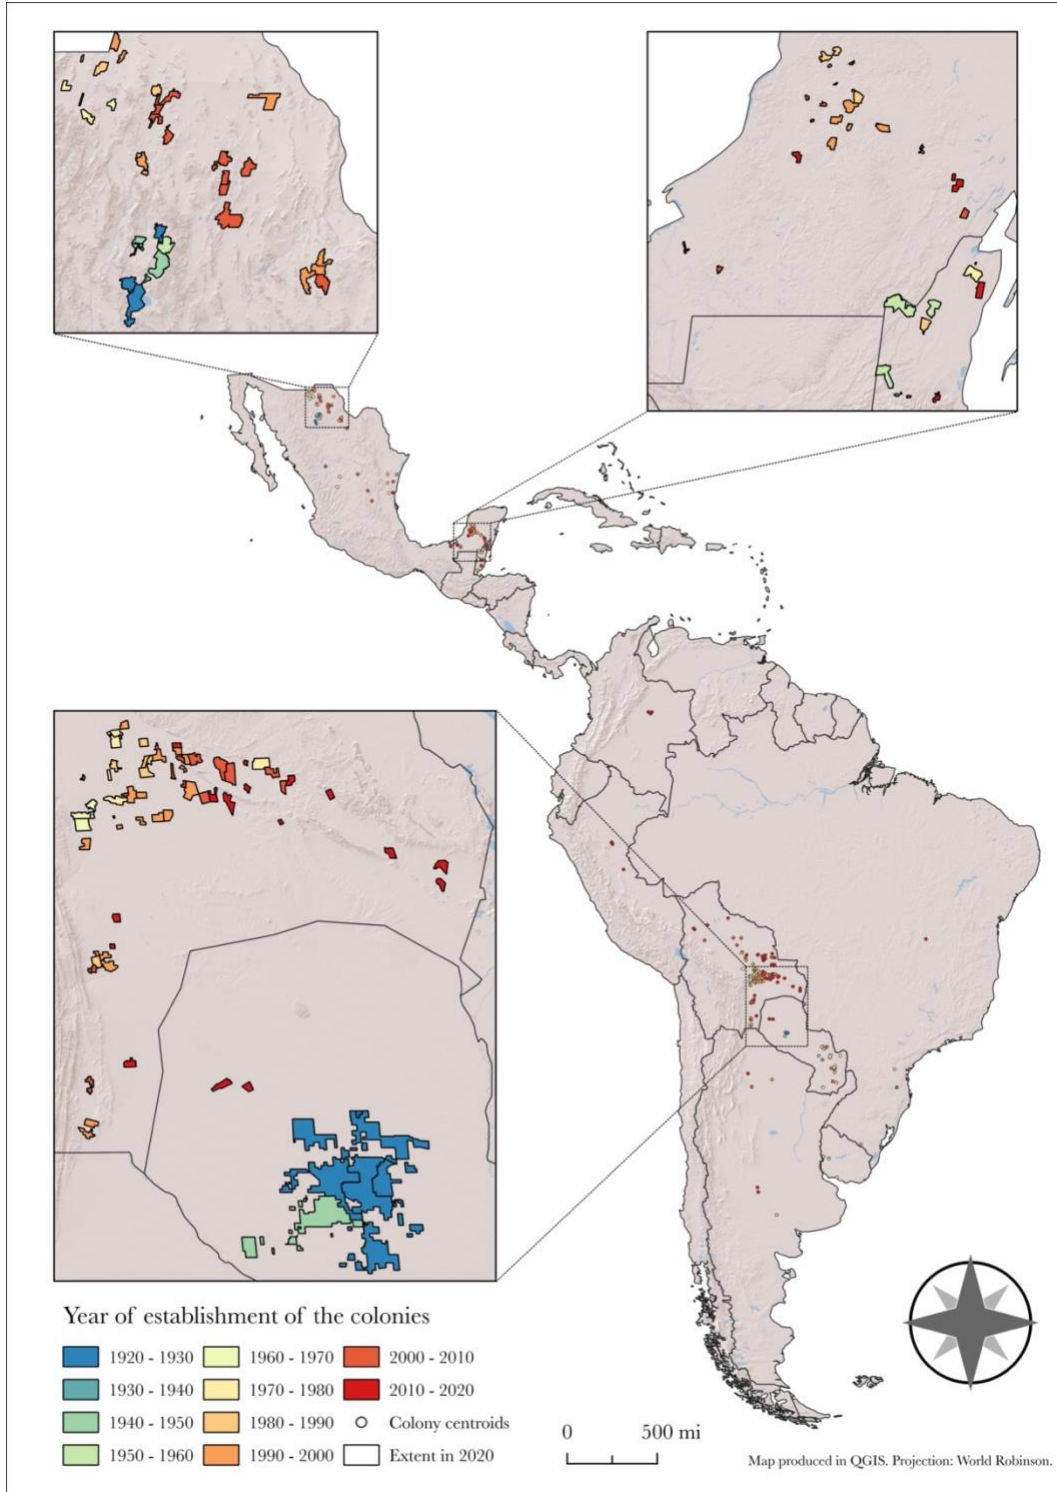 Year of establishment of the colonies
1920 - 1930
1960 - 1970
2000 - 2010
1930 - 1940
1970 - 1980
2010 - 2020
1940 - 1950
1980 - 1990
Colony centroids
1950 - 1960
1990 - 2000
Extent in 2020
0
500 mi
Map produced in QGIS. Projection: World Robinson.